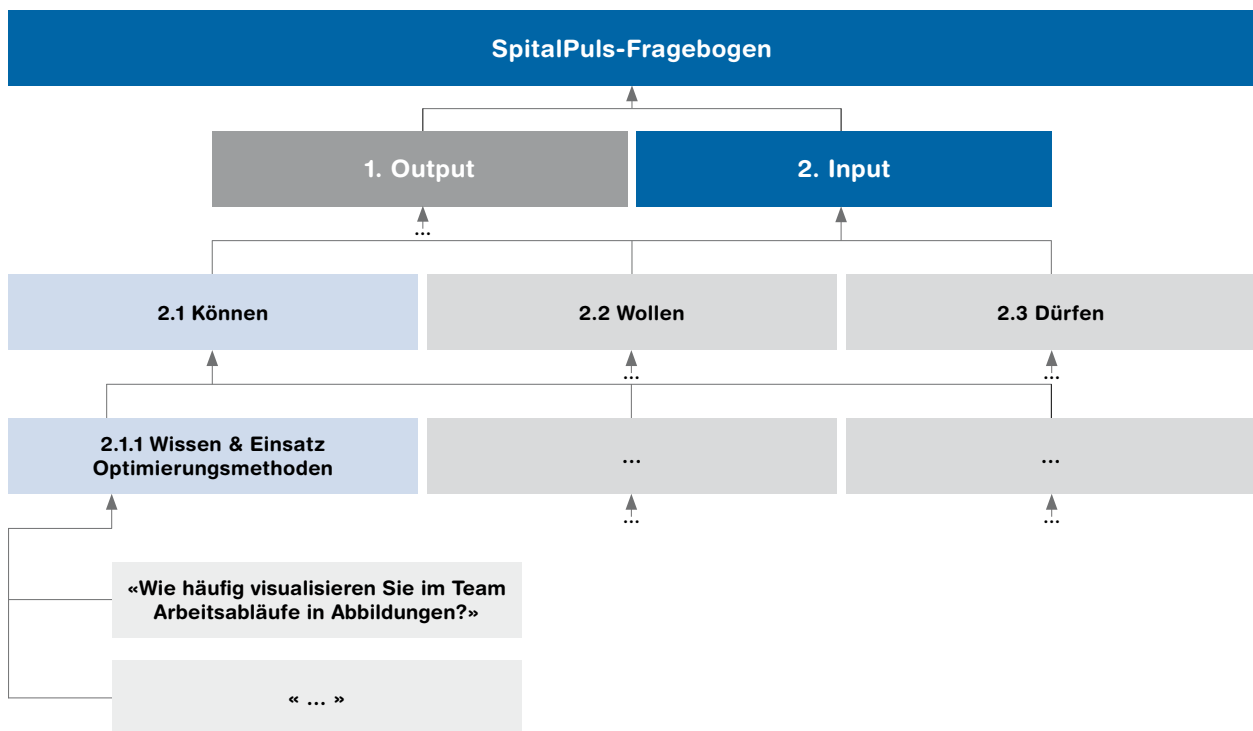 SpitalPuls-Fragebogen
1. Output
2. Input
...
2.1 Können
2.2 Wollen
2.3 Dürfen
...
...
2.1.1 Wissen & Einsatz
Optimierungsmethoden
...
...
...
...
«Wie häufig visualisieren Sie im Team
Arbeitsabläufe in Abbildungen?»
« ... »